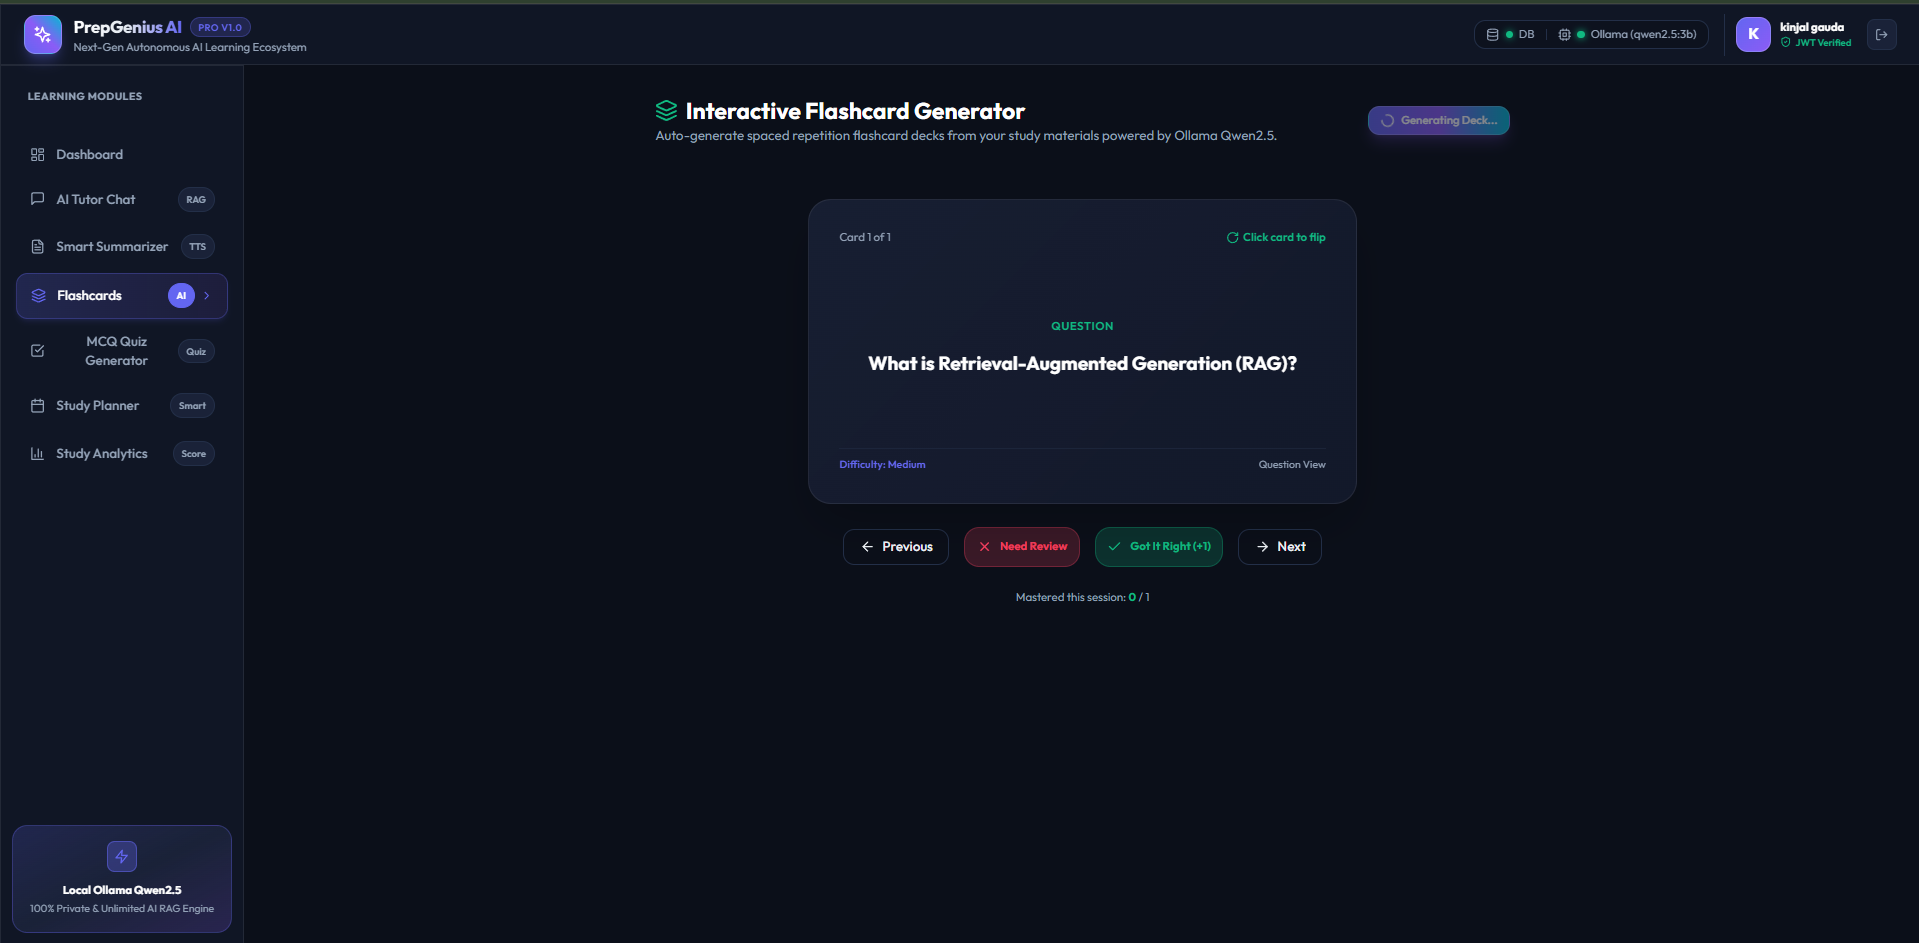 PrepGenius AI PRO V1.0
Next-Gen Autonomous AI Learning Ecosystem
DB
Ollama (qwen2.5:3b)
K
kinjal gauda
JWT Verified
LEARNING MODULES
Dashboard
AI Tutor Chat RAG
Smart Summarizer TTS
Flashcards AI
MCQ Quiz
Generator
Quiz
Study Planner Smart
Study Analytics Score
Local Ollama Qwen2.5
100% Private & Unlimited AI RAG Engine
Interactive Flashcard Generator
Auto-generate spaced repetition flashcard decks from your study materials powered by Ollama Qwen2.5.
Generating Deck...
Card 1 of 1
Click card to flip
QUESTION
What is Retrieval-Augmented Generation (RAG)?
Difficulty: Medium
Question View
Previous
Need Review
Got It Right (+1)
Next
Mastered this session: 0 / 1